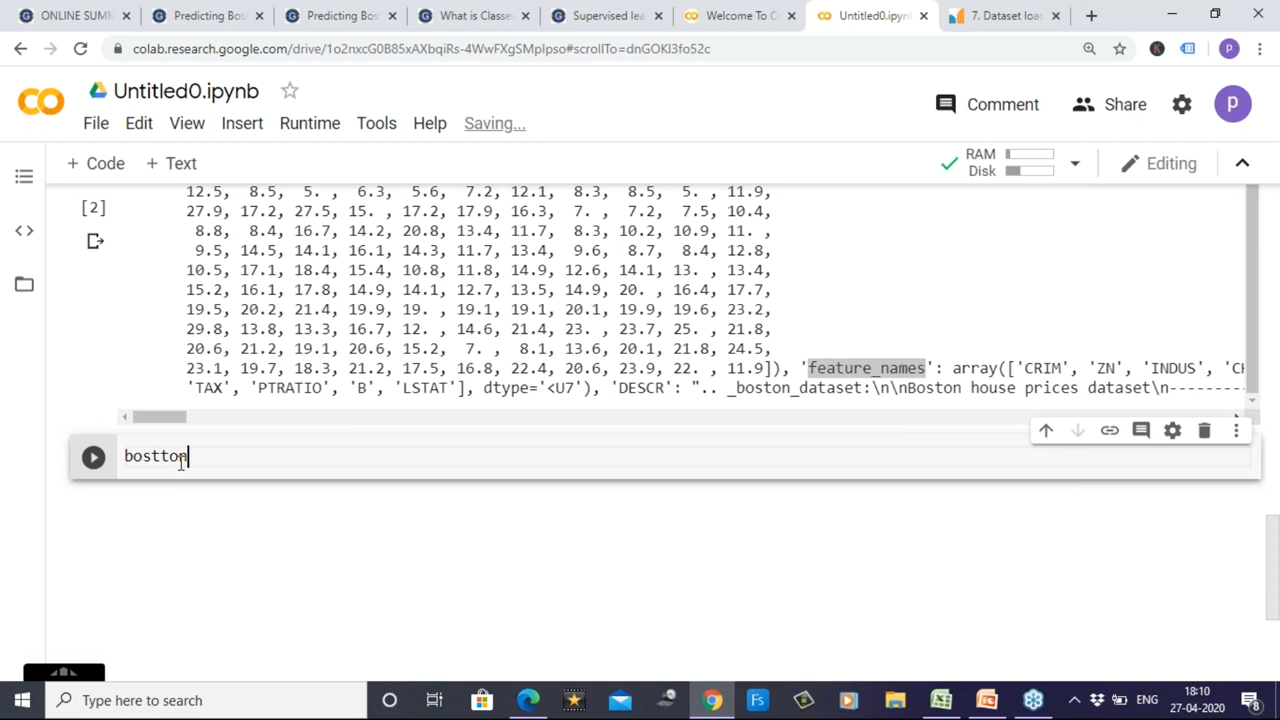 ONLINE SUMM
Predicting Bos
Predicting Bos
What is Classe
Supervised lea
Welcome To C
Untitled0.ipyn
7. Dataset loa
colab.research.google.com/drive/1o2nxcG0B85xAXbqiRs-4WwFXgSMpIpso#scrollTo=dnGOKI3fo52c
K
p
CO
Untitled0.ipynb
Comment
Share
p
File Edit View Insert Runtime Tools Help Saving...
+ Code + Text
RAM
Disk
Editing
12.5, 8.5, 5. , 6.3, 5.6, 7.2, 12.1, 8.3, 8.5, 5. , 11.9,
[2] 27.9, 17.2, 27.5, 15. , 17.2, 17.9, 16.3, 7. , 7.2, 7.5, 10.4,
8.8, 8.4, 16.7, 14.2, 20.8, 13.4, 11.7, 8.3, 10.2, 10.9, 11. ,
9.5, 14.5, 14.1, 16.1, 14.3, 11.7, 13.4, 9.6, 8.7, 8.4, 12.8,
10.5, 17.1, 18.4, 15.4, 10.8, 11.8, 14.9, 12.6, 14.1, 13. , 13.4,
15.2, 16.1, 17.8, 14.9, 14.1, 12.7, 13.5, 14.9, 20. , 16.4, 17.7,
19.5, 20.2, 21.4, 19.9, 19. , 19.1, 19.1, 20.1, 19.9, 19.6, 23.2,
29.8, 13.8, 13.3, 16.7, 12. , 14.6, 21.4, 23. , 23.7, 25. , 21.8,
20.6, 21.2, 19.1, 20.6, 15.2, 7. , 8.1, 13.6, 20.1, 21.8, 24.5,
23.1, 19.7, 18.3, 21.2, 17.5, 16.8, 22.4, 20.6, 23.9, 22. , 11.9]), 'feature_names': array(['CRIM', 'ZN', 'INDUS', 'CH
'TAX', 'PTRATIO', 'B', 'LSTAT'], dtype='<U7'), 'DESCR': ".. _boston_dataset:\n\nBoston house prices dataset\n---------
bostton
Type here to search
Fs
ENG
18:10
27-04-2020
8